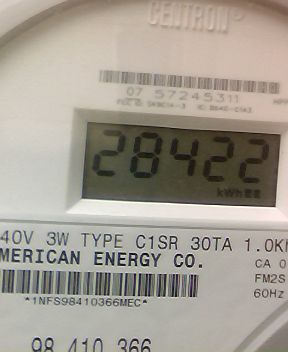 CENTRON®
07 57245311
28422
kWh
40V 3W TYPE C1SR 30TA 1.0K
MERICAN ENERGY CO.
CA 0
FM2S
60Hz
*1NFS98410366MEC*
98 410 366